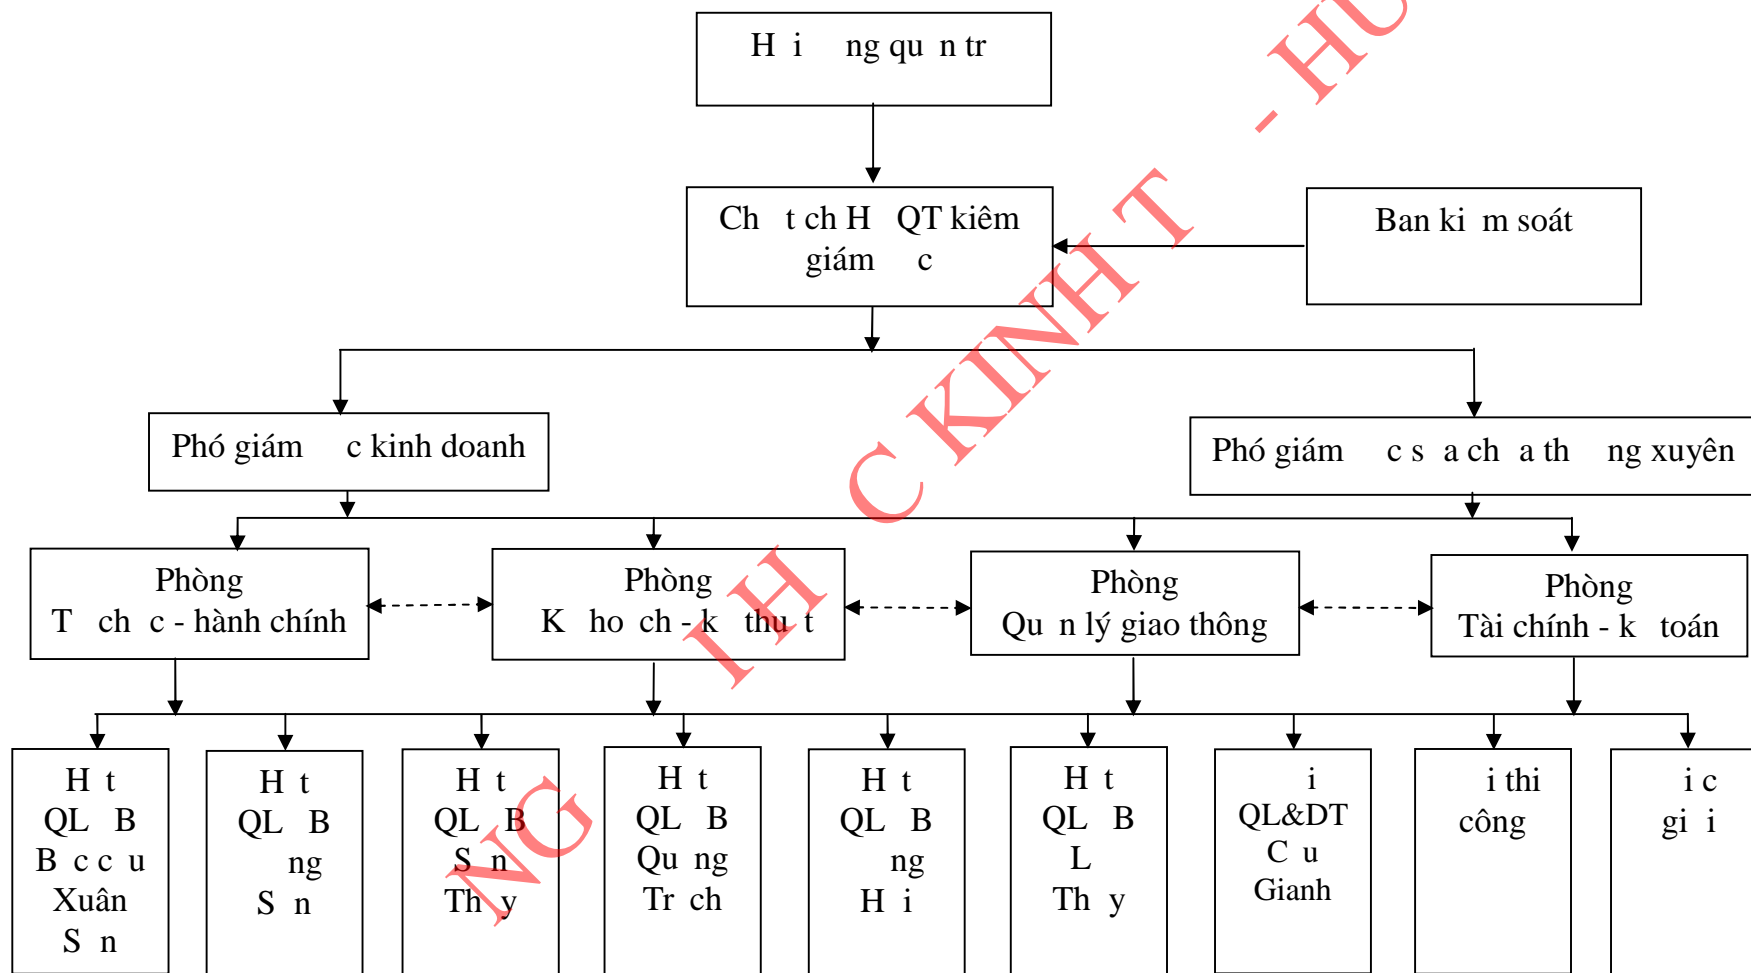 H i ng qu n tr
Ch t ch H QT kiêm
giám c
Ban ki m soát
Phó giám c kinh doanh
Phó giám c s a ch a th ng xuyên
Phòng
T ch c - hành chính
Phòng
K ho ch - k thu t
Phòng
Qu n lý giao thông
Phòng
Tài chính - k toán
H t
QL B
B c c u
Xuân
S n
H t
QL B
ng
S n
H t
QL B
S n
Th y
H t
QL B
Qu ng
Tr ch
H t
QL B
ng
H i
H t
QL B
L
Th y
i
QL&DT
C u
Gianh
i thi
công
i c
gi i
NG I H C KINH T - HU